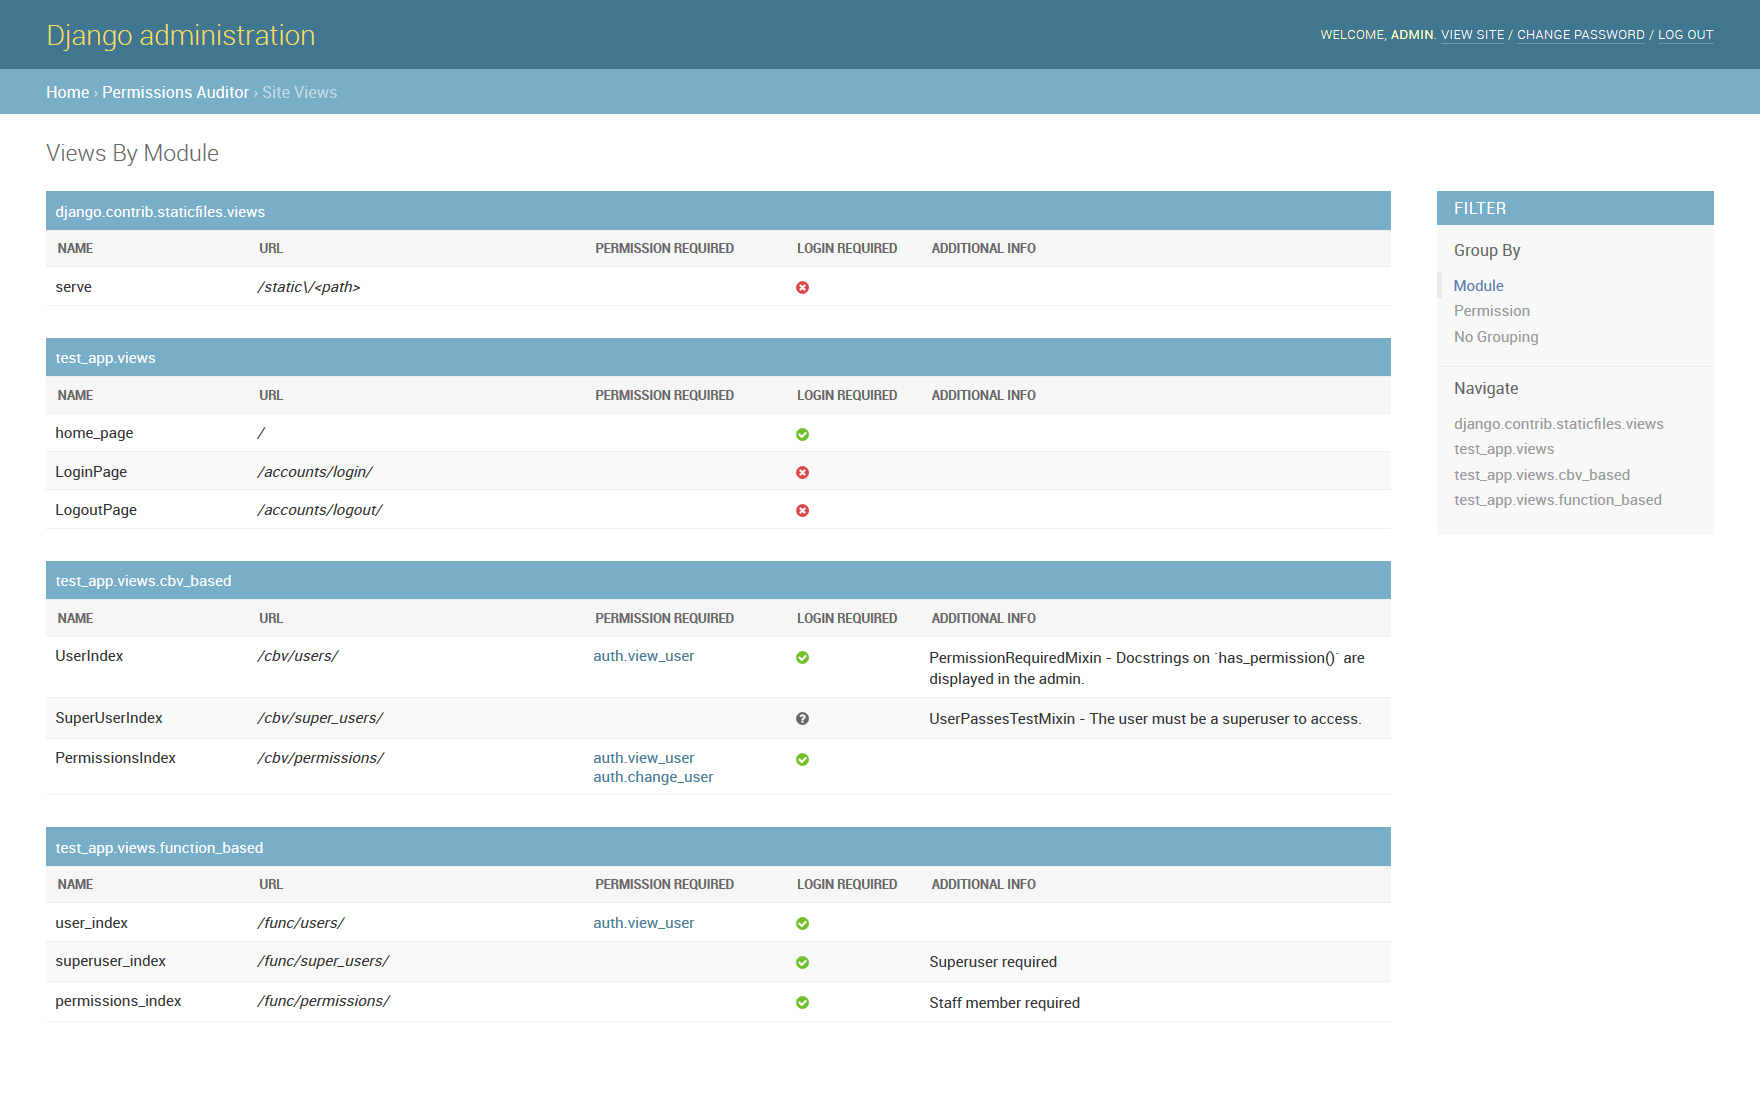 Django administration
WELCOME, ADMIN. VIEW SITE / CHANGE PASSWORD / LOG OUT
Home › Permissions Auditor › Site Views
Views By Module
django.contrib.staticfiles.views
NAME URL PERMISSION REQUIRED LOGIN REQUIRED ADDITIONAL INFO
serve /static\/<path>
test_app.views
NAME URL PERMISSION REQUIRED LOGIN REQUIRED ADDITIONAL INFO
home_page /
LoginPage /accounts/login/
LogoutPage /accounts/logout/
test_app.views.cbv_based
NAME URL PERMISSION REQUIRED LOGIN REQUIRED ADDITIONAL INFO
UserIndex /cbv/users/ auth.view_user PermissionRequiredMixin - Docstrings on `has_permission()` are
displayed in the admin.
SuperUserIndex /cbv/super_users/ UserPassesTestMixin - The user must be a superuser to access.
PermissionsIndex /cbv/permissions/ auth.view_user
auth.change_user
test_app.views.function_based
NAME URL PERMISSION REQUIRED LOGIN REQUIRED ADDITIONAL INFO
user_index /func/users/ auth.view_user
superuser_index /func/super_users/ Superuser required
permissions_index /func/permissions/ Staff member required
FILTER
Group By
Module
Permission
No Grouping
Navigate
django.contrib.staticfiles.views
test_app.views
test_app.views.cbv_based
test_app.views.function_based